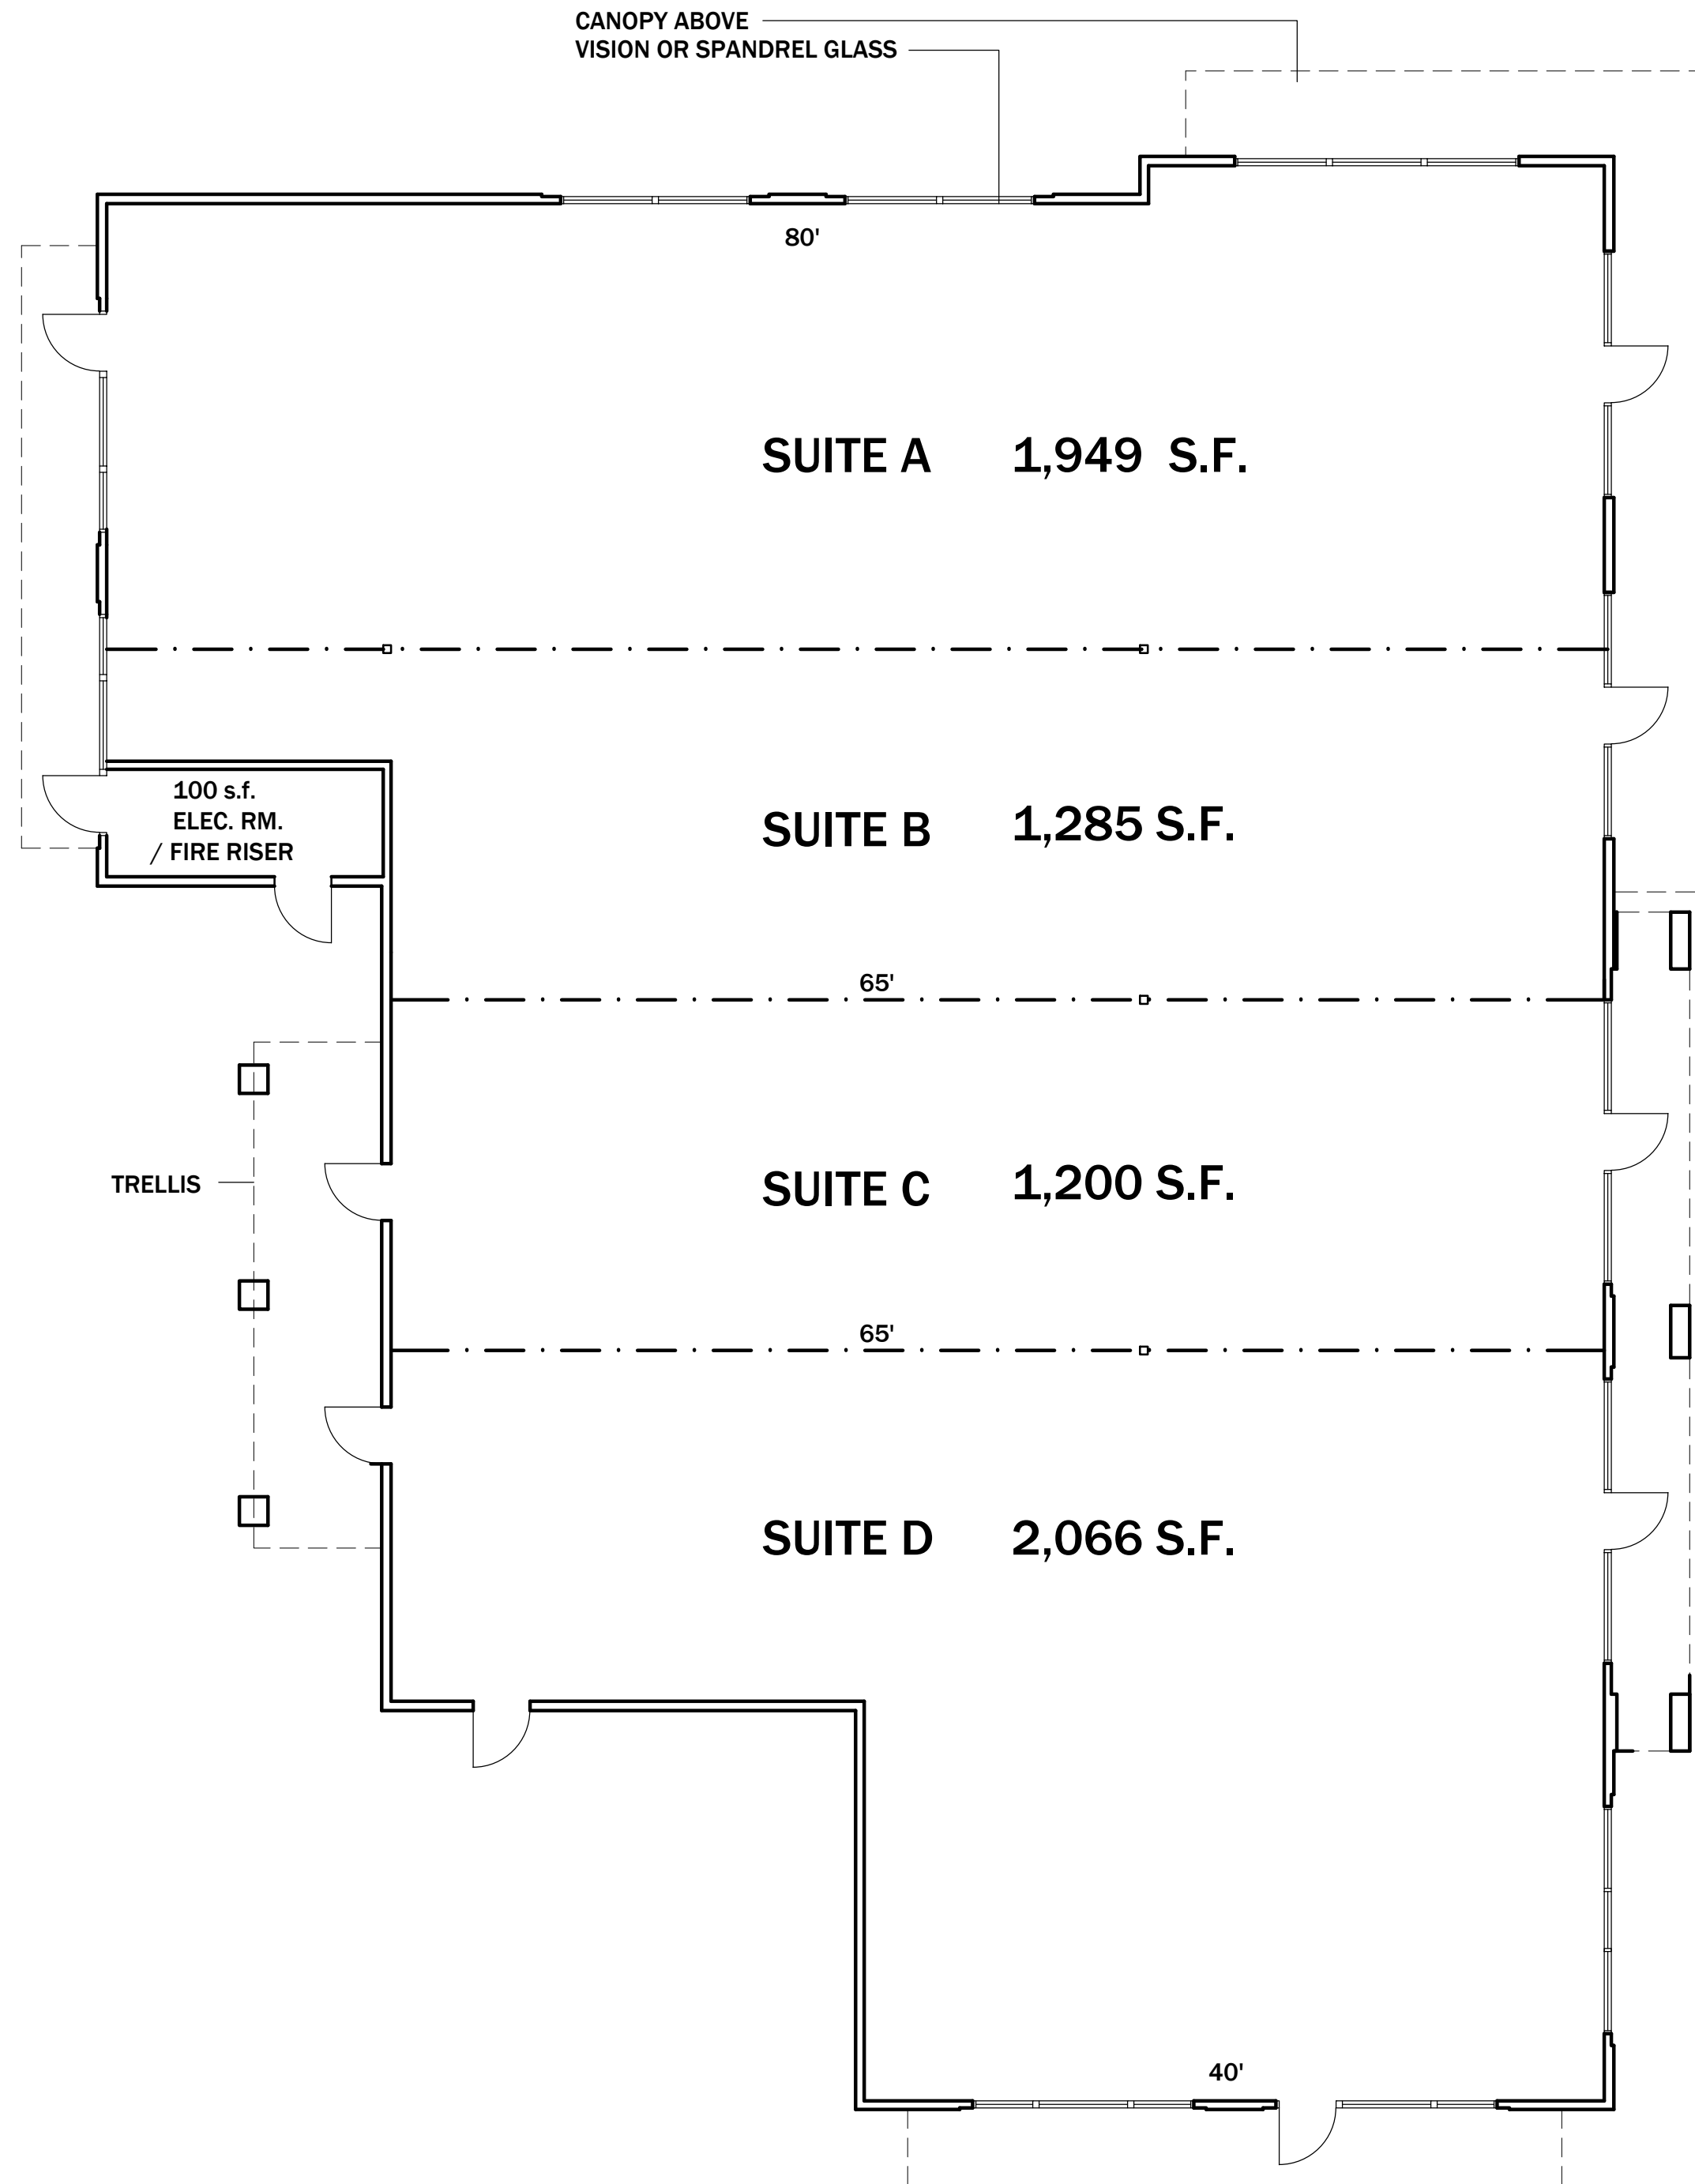 CANOPY ABOVE
VISION OR SPANDREL GLASS
80'
SUITE A 1,949 S.F.
100 s.f.
ELEC. RM.
/ FIRE RISER
SUITE B 1,285 S.F.
65'
TRELLIS
SUITE C 1,200 S.F.
65'
SUITE D 2,066 S.F.
40'